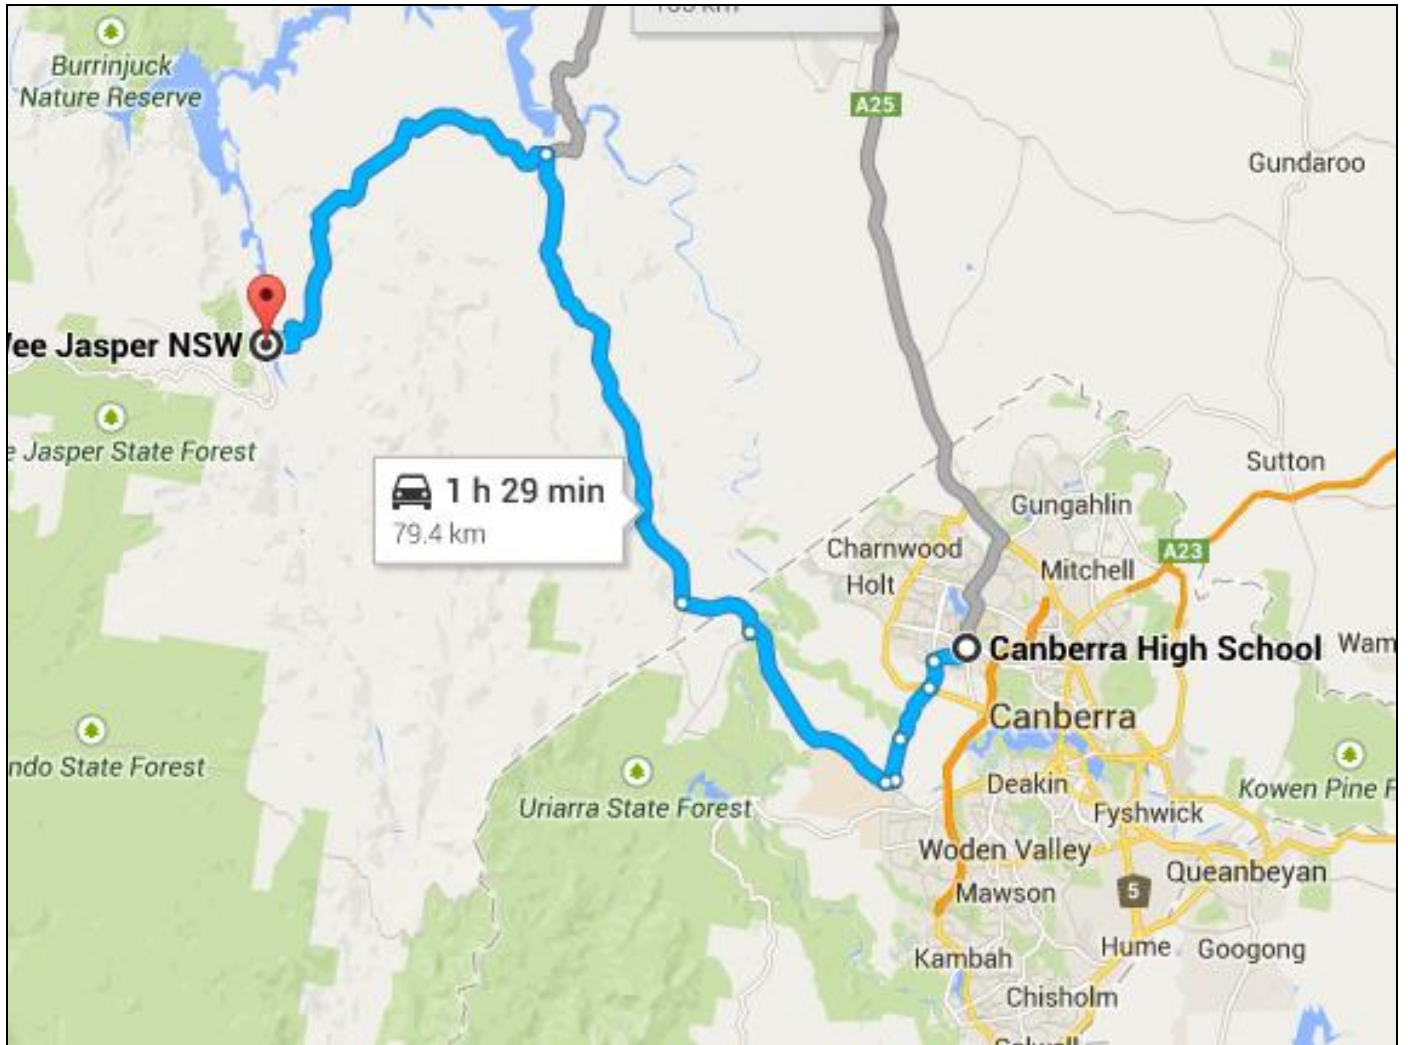 A25
Burrinjuck
Nature Reserve
Gundaroo
ee Jasper NSW
e Jasper State Forest
1 h 29 min
79.4 km
Sutton
Gungahlin
Charnwood
A23
Holt
Mitchell
Canberra High School
Wam
Canberra
ndo State Forest
Uriarra State Forest
Deakin
Kowen Pine F
Fyshwick
Woden Valley
Queanbeyan
Mawson
5
Kambah
Hume
Googong
Chisholm